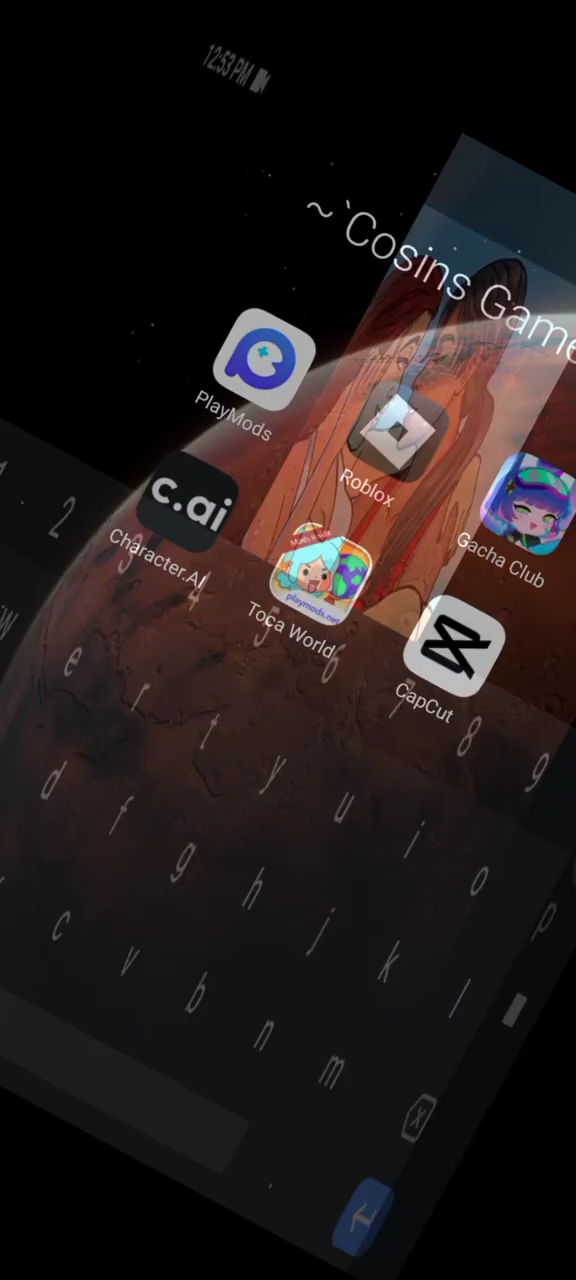 12:53 PM
~`Cosins Game
PlayMods
Roblox
Gacha Club
c.ai
Character.AI
Toca World
playmods.net
CapCut
2 3 4 5 6 7 8 9
w e r t y u i o p
d f g h j k l
c v b n m